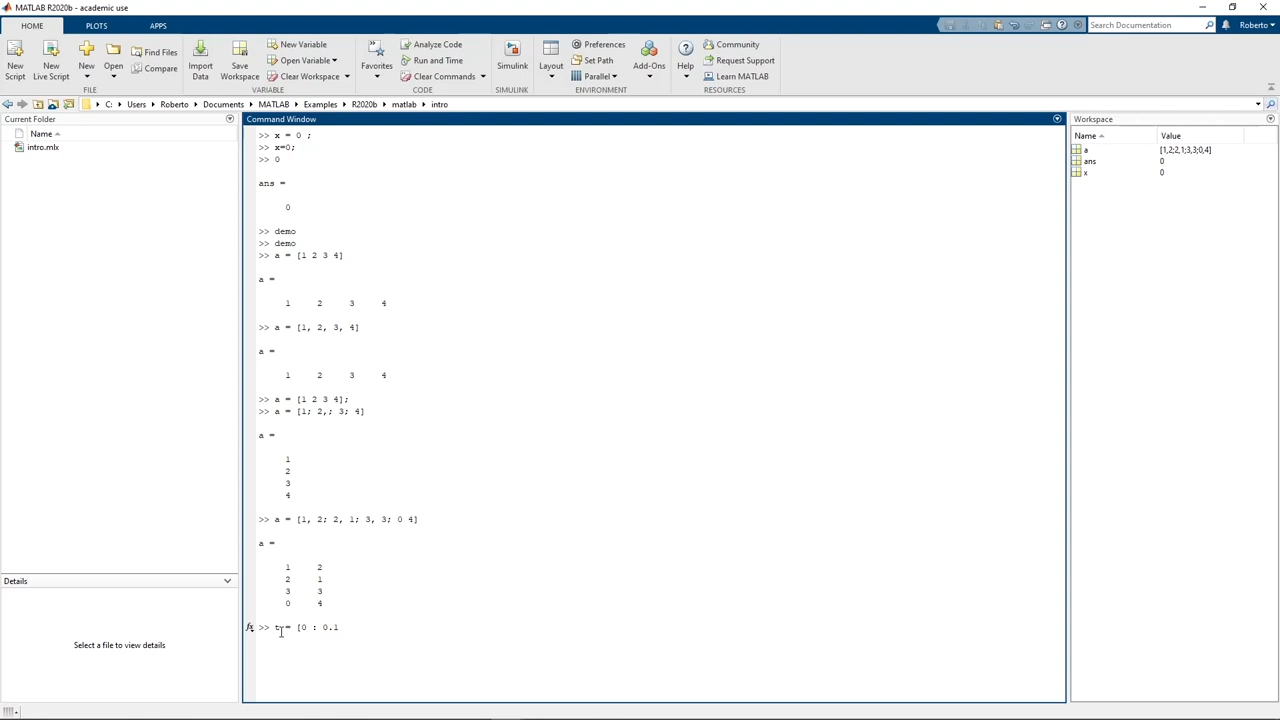 MATLAB R2020b - academic use
HOME PLOTS APPS
Search Documentation
Roberto
New Script
New Live Script
New
Open
Find Files
Compare
FILE
Import Data
Save Workspace
New Variable
Open Variable
Clear Workspace
VARIABLE
Favorites
Analyze Code
Run and Time
Clear Commands
CODE
Simulink
SIMULINK
Layout
Preferences
Set Path
Parallel
Add-Ons
ENVIRONMENT
Help
Community
Request Support
Learn MATLAB
RESOURCES
C: Users Roberto Documents MATLAB Examples R2020b matlab intro
Current Folder
Name
intro.mlx
Details
Select a file to view details
Command Window
>> x = 0 ;
>> x=0;
>> 0
ans =
0
>> demo
>> demo
>> a = [1 2 3 4]
a =
1 2 3 4
>> a = [1, 2, 3, 4]
a =
1 2 3 4
>> a = [1 2 3 4];
>> a = [1; 2,; 3; 4]
a =
1
2
3
4
>> a = [1, 2; 2, 1; 3, 3; 0 4]
a =
1 2
2 1
3 3
0 4
fx >> t = [0 : 0.1
Workspace
Name Value
a [1,2;2,1;3,3;0,4]
ans 0
x 0